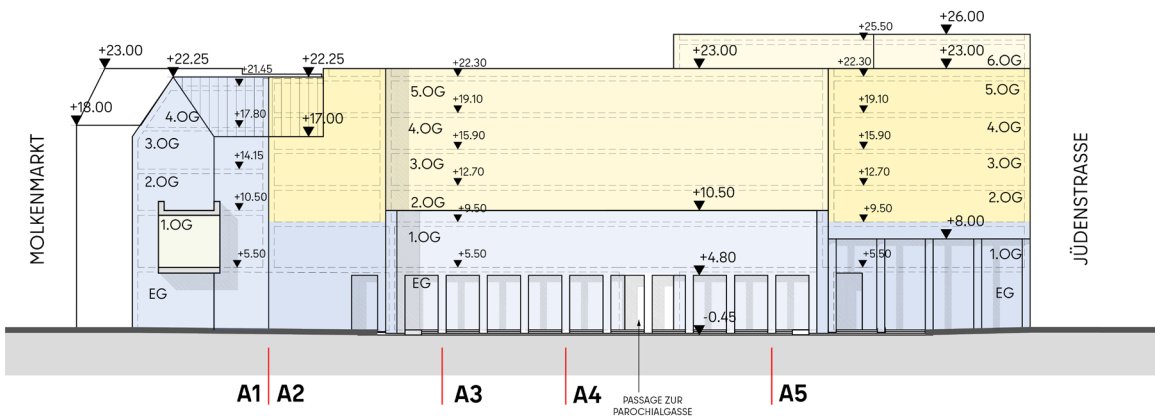 +26.00
+25.50
+23.00
+22.25
+22.25
+23.00
+22.30
+23.00
6.OG
+21.45
+22.30
5.OG
5.OG
+18.00
4.OG
+17.80
+17.00
+19.10
+19.10
4.OG
+15.90
+15.90
4.OG
3.OG
+14.15
3.OG
+12.70
+12.70
3.OG
2.OG
+10.50
2.OG
+10.50
+9.50
+9.50
2.OG
1.OG
+8.00
1.OG
+5.50
+5.50
+4.80
+5.50
1.OG
EG
EG
EG
-0.45
MOLKENMARKT
JÜDENSTRASSE
A1
A2
A3
A4
A5
PASSAGE ZUR
PAROCHIALGASSE